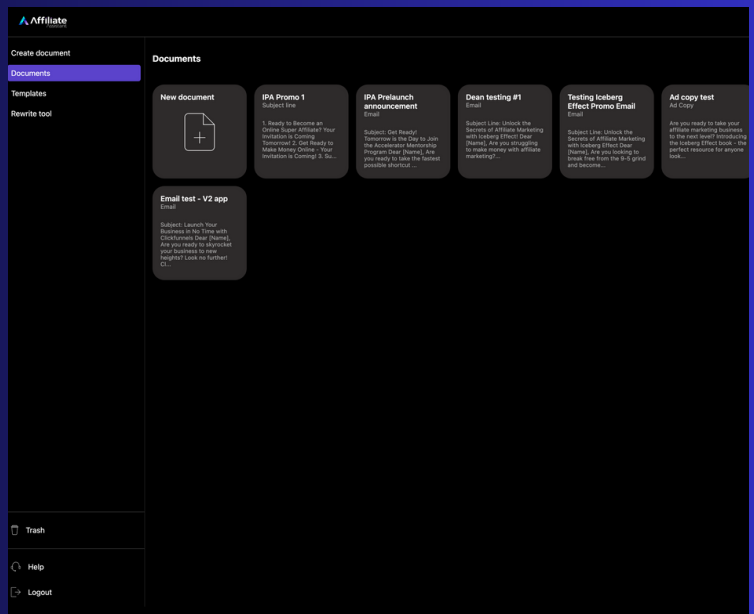 Affiliate
Assistant
Create document
Documents
Templates
Rewrite tool
Trash
Help
Logout
Documents
New document
IPA Promo 1
Subject line
1. Ready to Become an
Online Super Affiliate? Your
Invitation is Coming
Tomorrow! 2. Get Ready to
Make Money Online - Your
Invitation is Coming! 3. Su...
IPA Prelaunch
announcement
Email
Subject: Get Ready!
Tomorrow is the Day to Join
the Accelerator Mentorship
Program Dear [Name], Are
you ready to take the fastest
possible shortcut ...
Dean testing #1
Email
Subject Line: Unlock the
Secrets of Affiliate Marketing
with Iceberg Effect! Dear
[Name], Are you struggling
to make money with affiliate
marketing?...
Testing Iceberg
Effect Promo Email
Email
Subject Line: Unlock the
Secrets of Affiliate Marketing
with Iceberg Effect Dear
[Name], Are you looking to
break free from the 9-5 grind
and become...
Ad copy test
Ad Copy
Are you ready to take your
affiliate marketing business
to the next level? Introducing
the Iceberg Effect book - the
perfect resource for anyone
look...
Email test - V2 app
Email
Subject: Launch Your
Business in No Time with
Clickfunnels Dear [Name],
Are you ready to skyrocket
your business to new
heights? Look no further!
Cl...